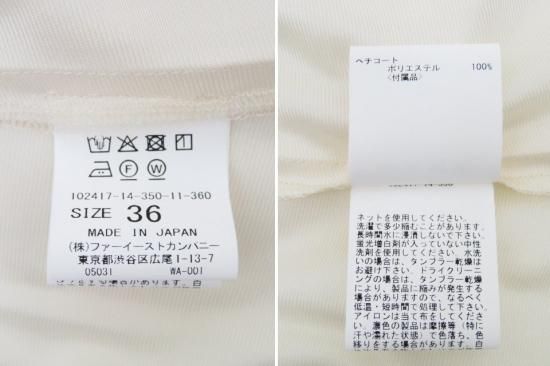 102417-14-350-11-360
SIZE 36
MADE IN JAPAN
(株)ファーイーストカンパニー
東京都渋谷区広尾1-13-7
05031 WA-001
ペチコート
ポリエステル 100%
<付属品>
102417-14-350
ネットを使用してください。
洗濯で多少縮むことがあります。
長時間水に浸漬しないで下さい。
蛍光増白剤が入っていない中性
洗剤を使用してください。水洗
いの場合は、タンブラー乾燥は
お避け下さい。ドライクリーニ
ングの場合は、タンブラー乾燥
により、製品に縮みが発生する
場合がありますので、なるべく
低温・短時間で処理して下さい。
アイロンは当て布をしてくださ
い。濃色の製品は摩擦等(特に
汗や濡れた状態)で色落ち、色
移りをする場合があります。白